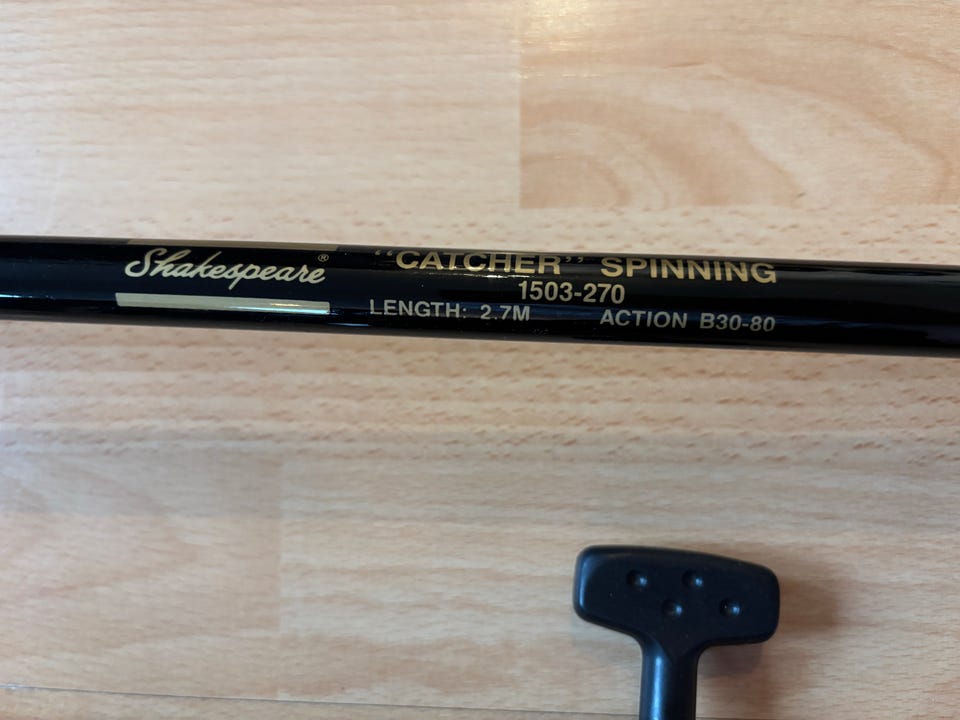 Shakespeare®
"CATCHER" SPINNING
1503-270
LENGTH: 2.7M ACTION B30-80